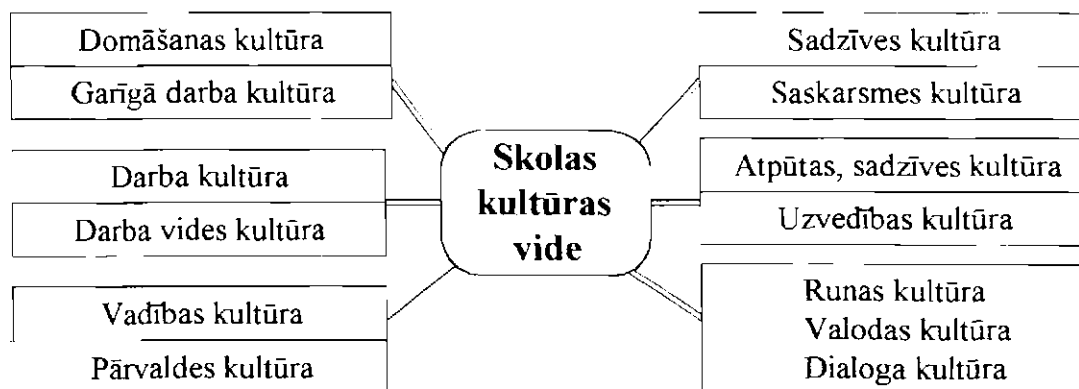 Domāšanas kultūra
Garīgā darba kultūra
Darba kultūra
Darba vides kultūra
Vadības kultūra
Pārvaldes kultūra
Skolas
kultūras
vide
Sadzīves kultūra
Saskarsmes kultūra
Atpūtas, sadzīves kultūra
Uzvedības kultūra
Runas kultūra
Valodas kultūra
Dialoga kultūra